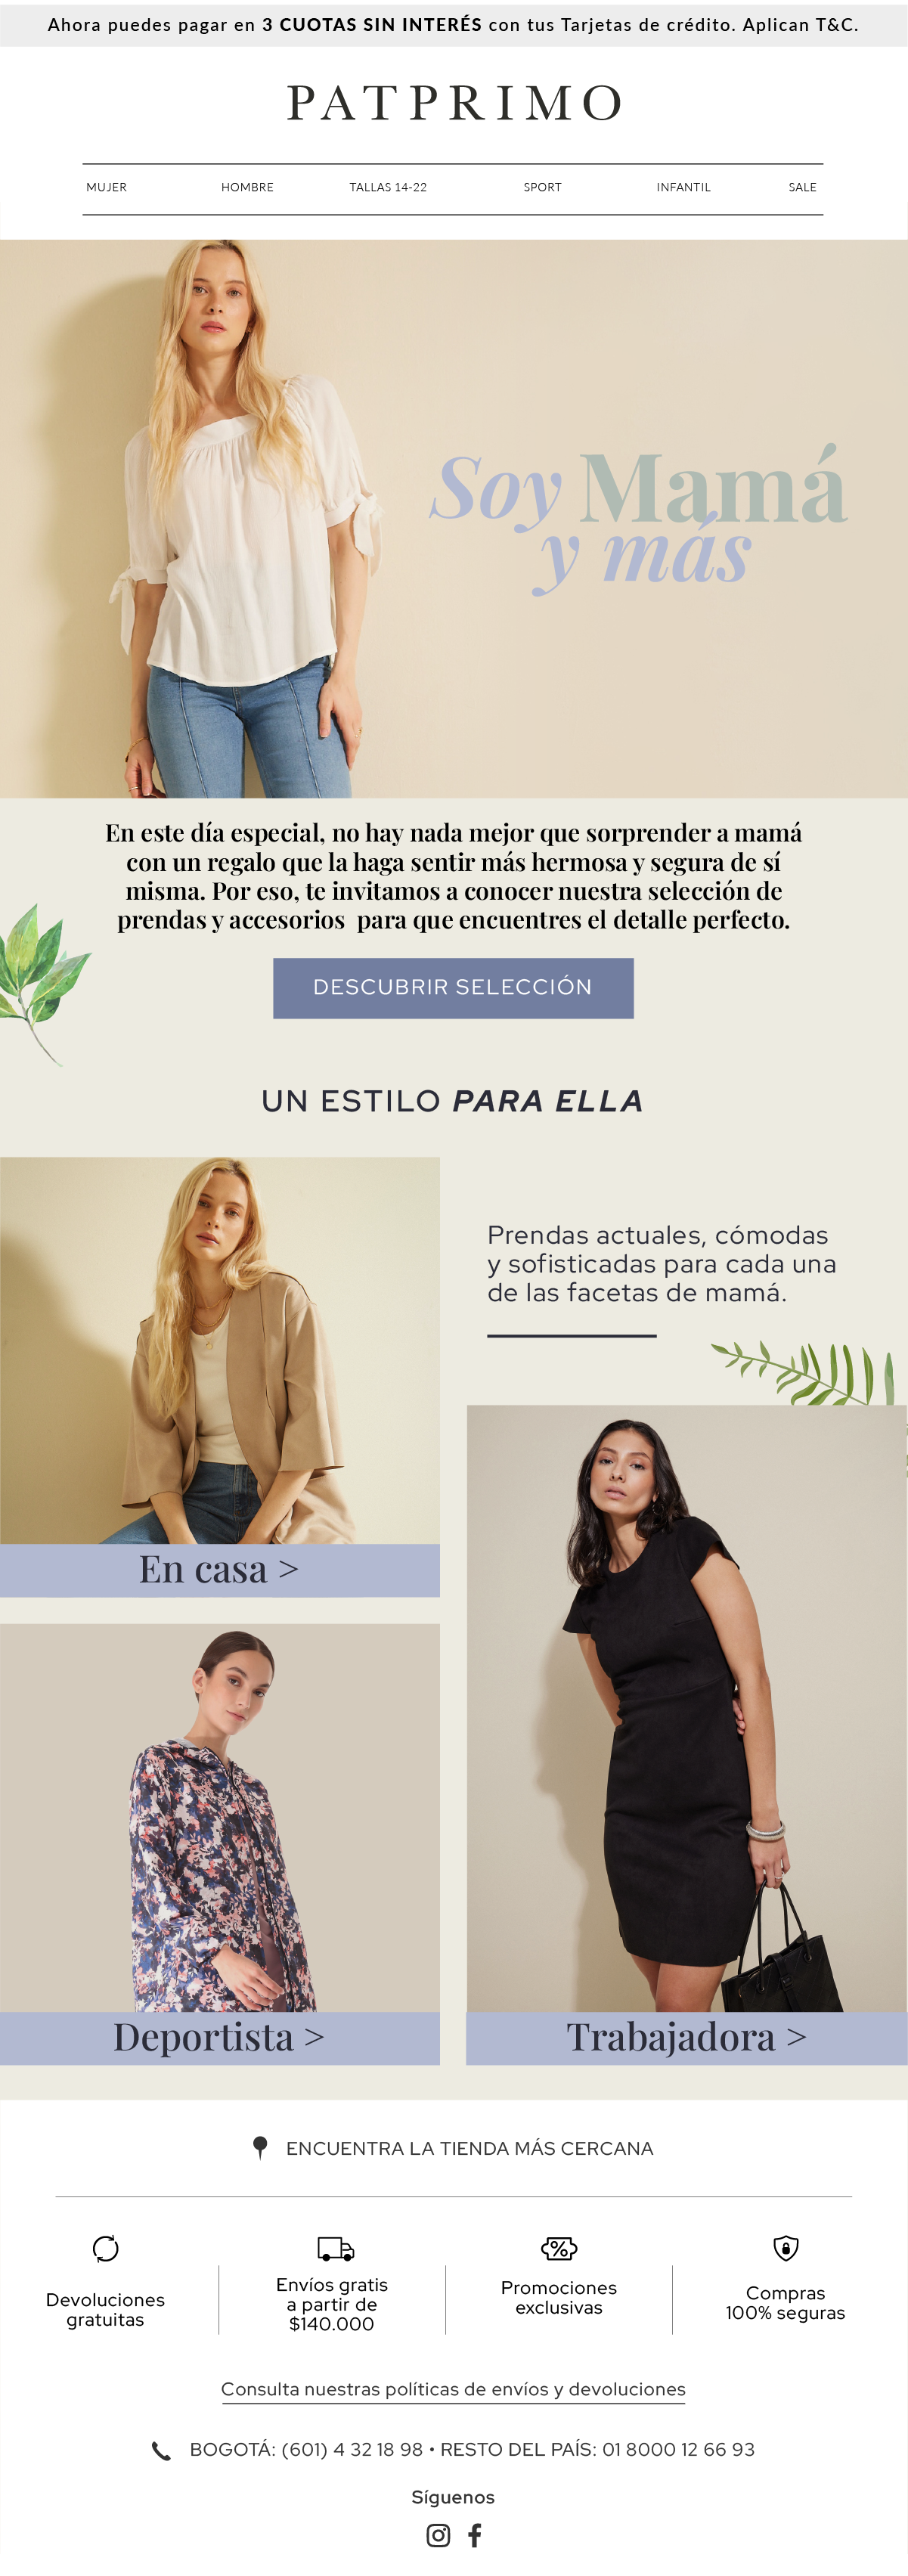 Ahora puedes pagar en 3 CUOTAS SIN INTERÉS con tus Tarjetas de crédito. Aplican T&C.
PATPRIMO
MUJER HOMBRE TALLAS 14-22 SPORT INFANTIL SALE
Soy Mamá
y más
En este día especial, no hay nada mejor que sorprender a mamá
con un regalo que la haga sentir más hermosa y segura de sí
misma. Por eso, te invitamos a conocer nuestra selección de
prendas y accesorios para que encuentres el detalle perfecto.
DESCUBRIR SELECCIÓN
UN ESTILO PARA ELLA
Prendas actuales, cómodas
y sofisticadas para cada una
de las facetas de mamá.
En casa >
Deportista >
Trabajadora >
ENCUENTRA LA TIENDA MÁS CERCANA
Devoluciones
gratuitas
Envíos gratis
a partir de
$140.000
Promociones
exclusivas
Compras
100% seguras
Consulta nuestras políticas de envíos y devoluciones
BOGOTÁ: (601) 4 32 18 98 • RESTO DEL PAÍS: 01 8000 12 66 93
Síguenos